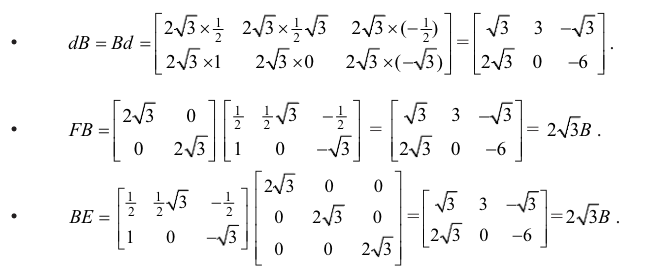 • dB = Bd = [2√3×1/2 2√3×1/2√3 2√3×(−1/2); 2√3×1 2√3×0 2√3×(−√3)] = [√3 3 −√3; 2√3 0 −6].
• FB = [2√3 0; 0 2√3] [1/2 1/2√3 −1/2; 1 0 −√3] = [√3 3 −√3; 2√3 0 −6] = 2√3B .
• BE = [1/2 1/2√3 −1/2; 1 0 −√3] [2√3 0 0; 0 2√3 0; 0 0 2√3] = [√3 3 −√3; 2√3 0 −6] = 2√3B .